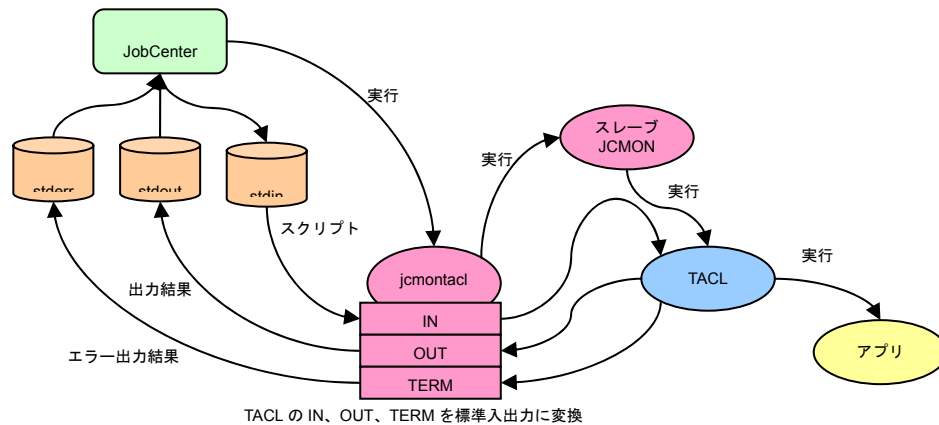 JobCenter
実行
スレーブ
JCMON
実行
stderr
stdout
stdin
実行
スクリプト
jcmontacl
TACL
実行
出力結果
IN
OUT
アプリ
エラー出力結果
TERM
TACL の IN、OUT、TERM を標準入出力に変換